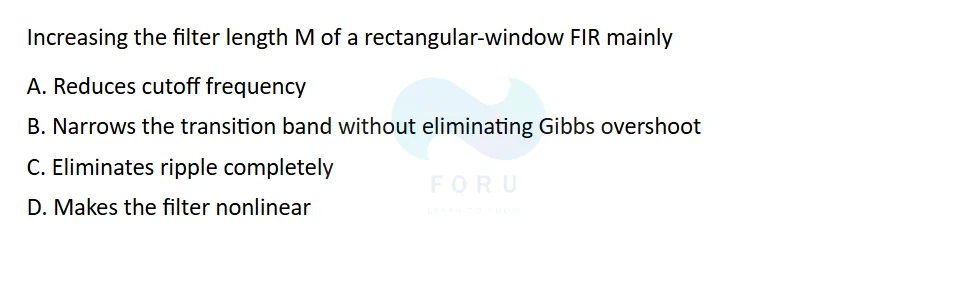 Increasing the filter length M of a rectangular-window FIR mainly
A. Reduces cutoff frequency
B. Narrows the transition band without eliminating Gibbs overshoot
C. Eliminates ripple completely
FORU
D. Makes the filter nonlinear